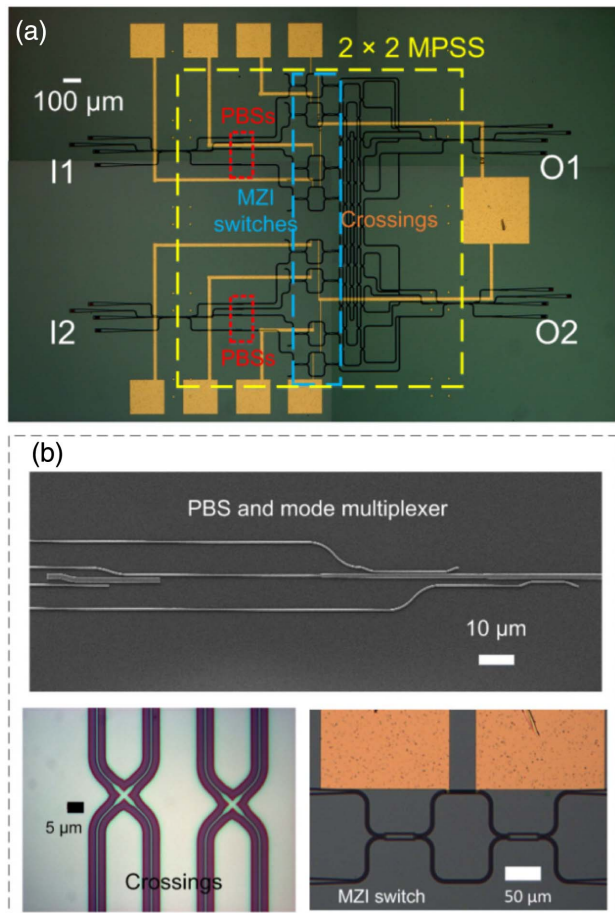 (a)
2 × 2 MPSS
100 μm
PBSs
I1
O1
MZI
switches
Crossings
I2
O2
PBSs
(b)
PBS and mode multiplexer
10 μm
5 μm
Crossings
MZI switch
50 μm